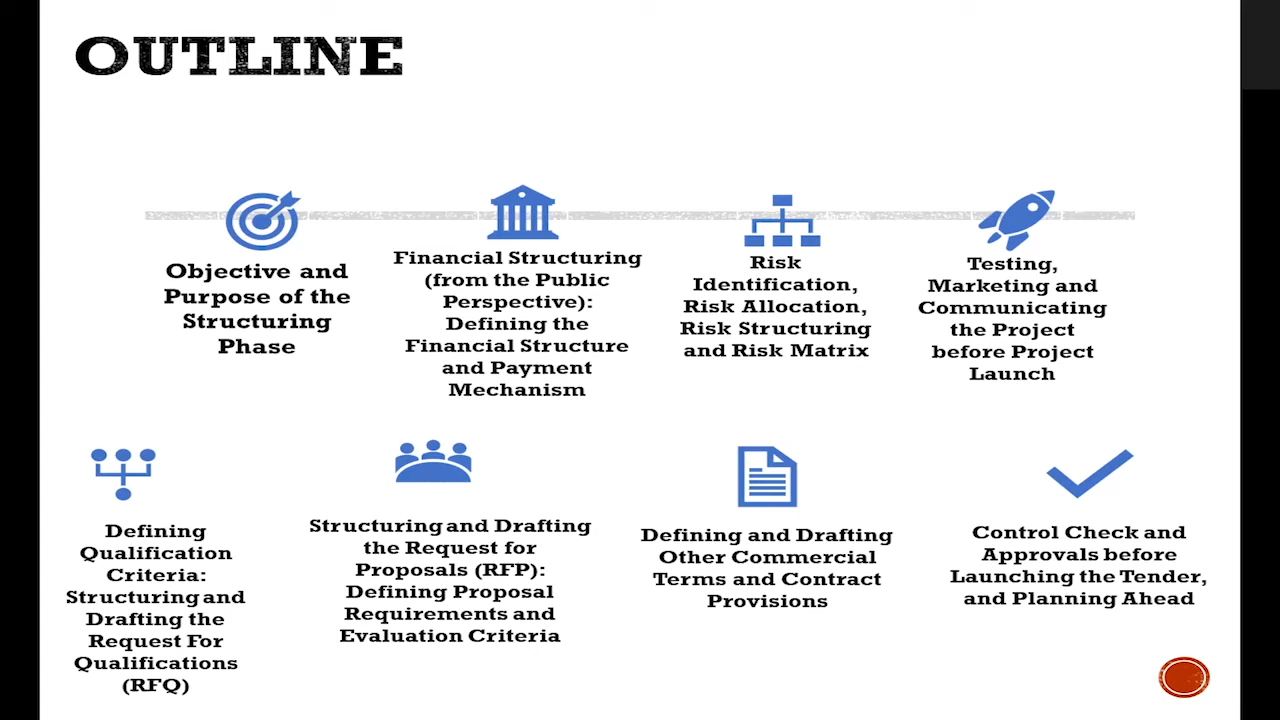 OUTLINE
Objective and
Purpose of the
Structuring
Phase
Financial Structuring
(from the Public
Perspective):
Defining the
Financial Structure
and Payment
Mechanism
Risk
Identification,
Risk Allocation,
Risk Structuring
and Risk Matrix
Testing,
Marketing and
Communicating
the Project
before Project
Launch
Defining
Qualification
Criteria:
Structuring and
Drafting the
Request For
Qualifications
(RFQ)
Structuring and Drafting
the Request for
Proposals (RFP):
Defining Proposal
Requirements and
Evaluation Criteria
Defining and Drafting
Other Commercial
Terms and Contract
Provisions
Control Check and
Approvals before
Launching the Tender,
and Planning Ahead